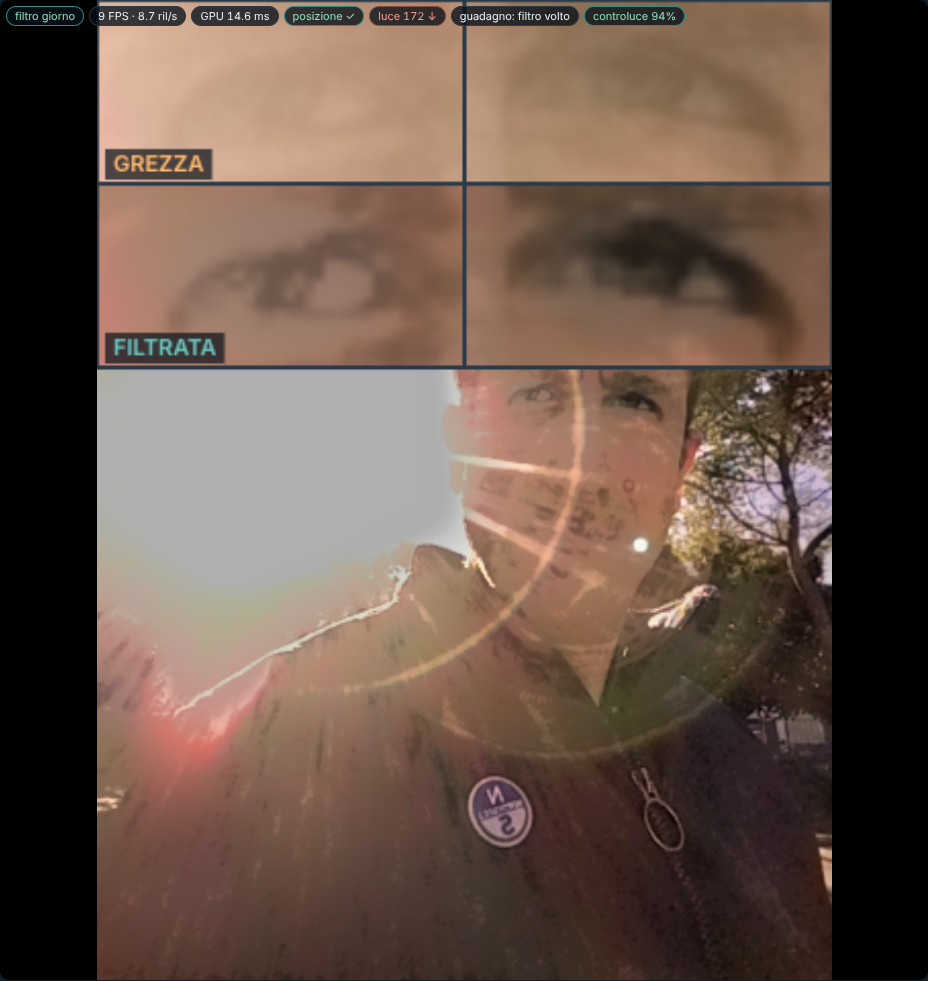 filtro giorno
9 FPS · 8.7 ril/s
GPU 14.6 ms
posizione ✓
luce 172 ↓
guadagno: filtro volto
controluce 94%
GREZZA
FILTRATA
N
S